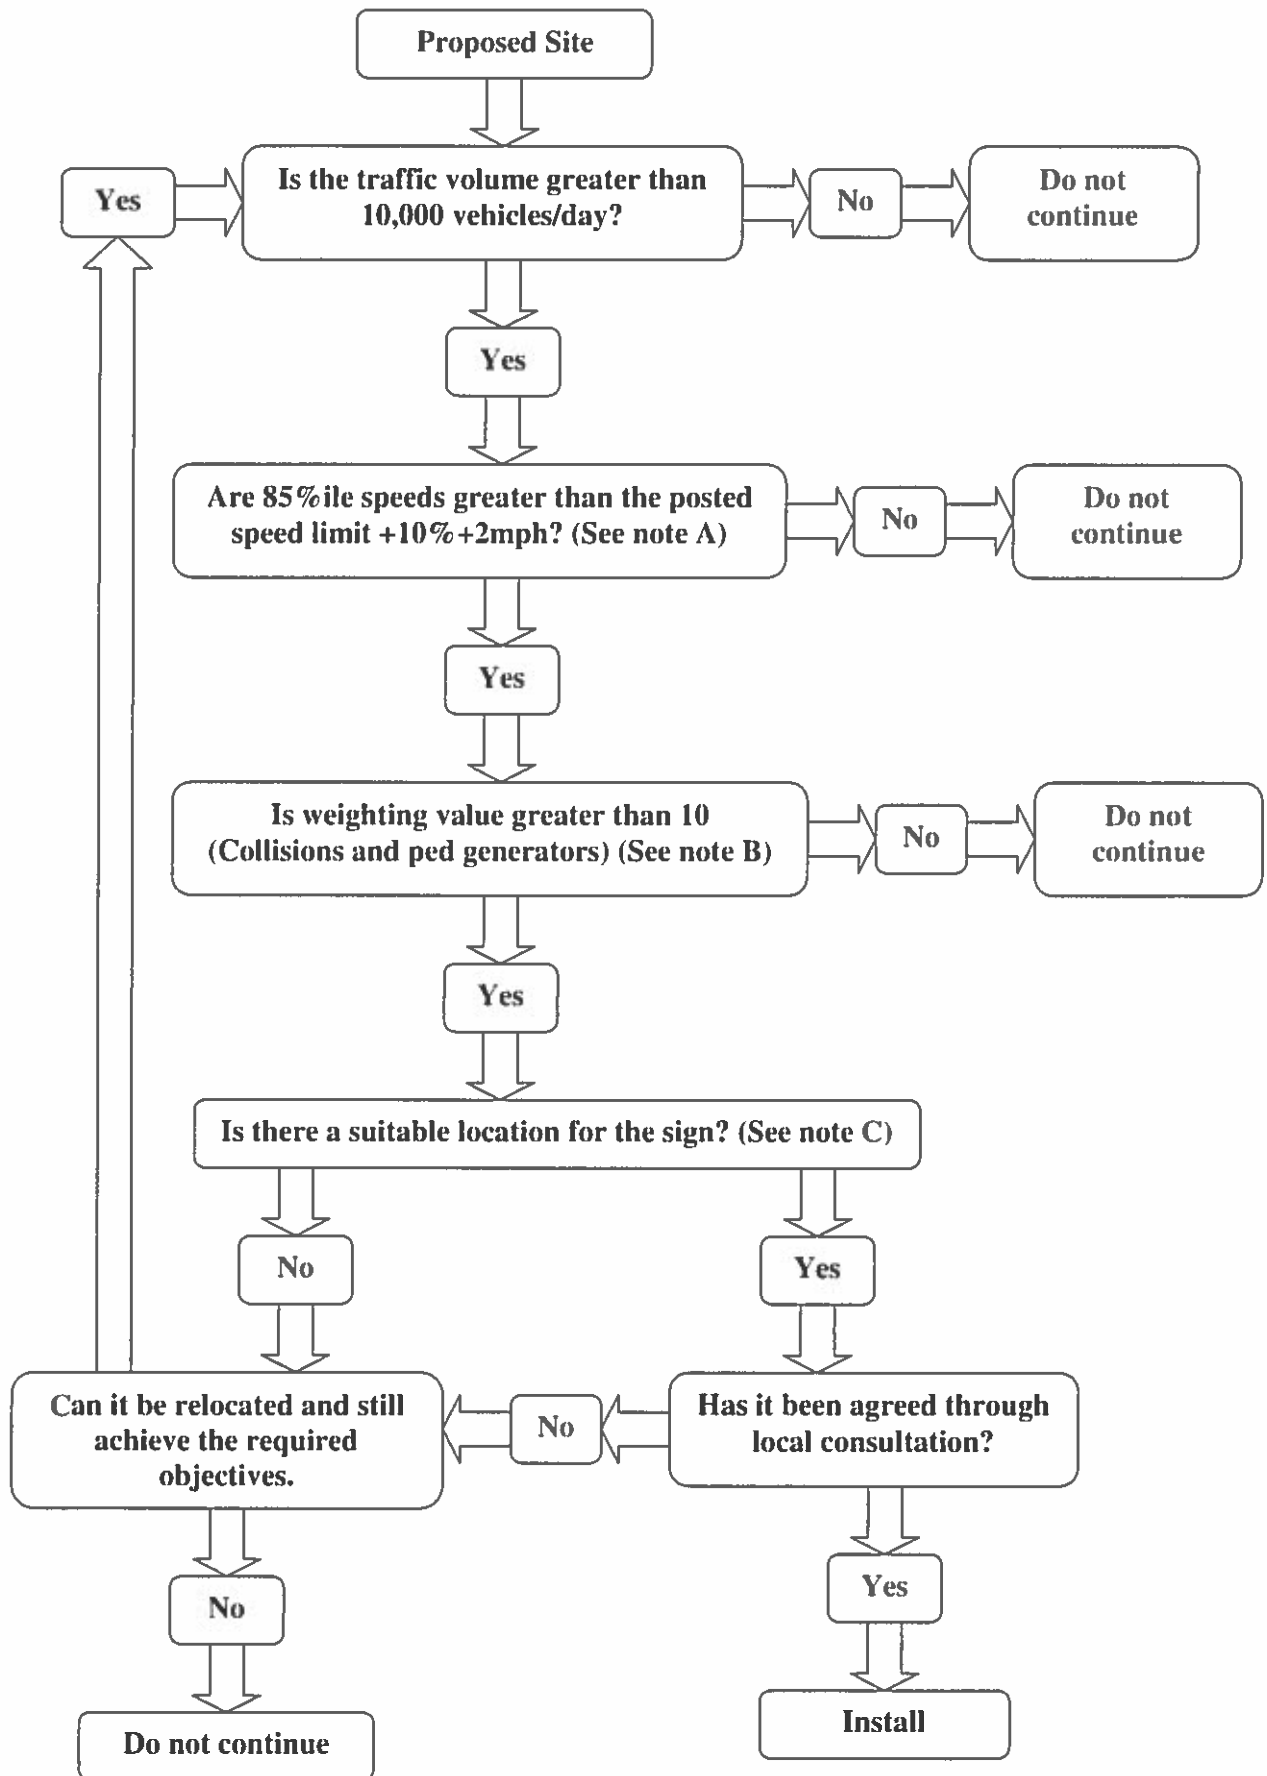 Proposed Site
Yes
Is the traffic volume greater than
10,000 vehicles/day?
No
Do not
continue
Yes
Are 85%ile speeds greater than the posted
speed limit +10%+2mph? (See note A)
No
Do not
continue
Yes
Is weighting value greater than 10
(Collisions and ped generators) (See note B)
No
Do not
continue
Yes
Is there a suitable location for the sign? (See note C)
No
Yes
Can it be relocated and still
achieve the required
objectives.
No
Has it been agreed through
local consultation?
No
Yes
Do not continue
Install